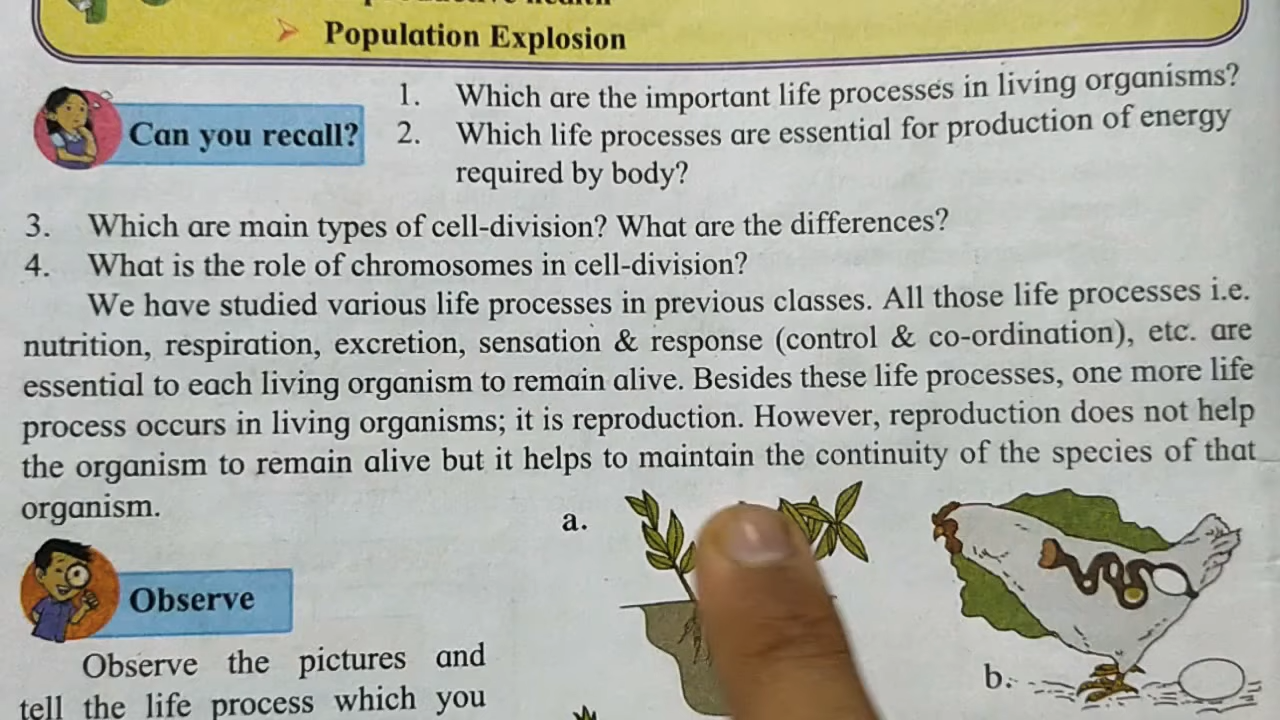 health
Population Explosion
Can you recall?
1. Which are the important life processes in living organisms?
2. Which life processes are essential for production of energy
required by body?
3. Which are main types of cell-division? What are the differences?
4. What is the role of chromosomes in cell-division?
We have studied various life processes in previous classes. All those life processes i.e.
nutrition, respiration, excretion, sensation & response (control & co-ordination), etc. are
essential to each living organism to remain alive. Besides these life processes, one more life
process occurs in living organisms; it is reproduction. However, reproduction does not help
the organism to remain alive but it helps to maintain the continuity of the species of that
organism.
a.
Observe
Observe the pictures and
tell the life process which you
b.